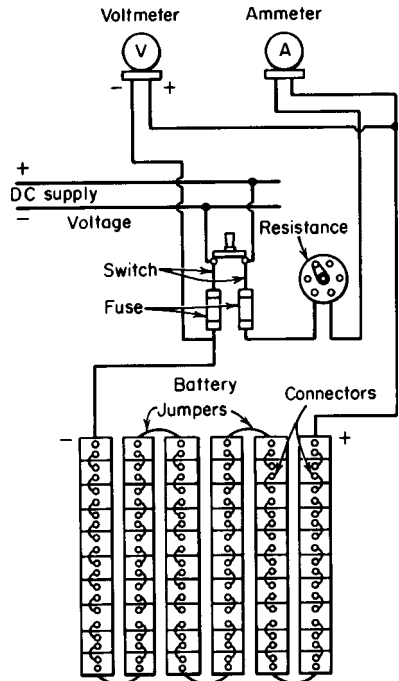 Voltmeter Ammeter
V A
- + 
+
DC supply
-
Voltage
Resistance
Switch
Fuse
Battery
Jumpers
Connectors
- +